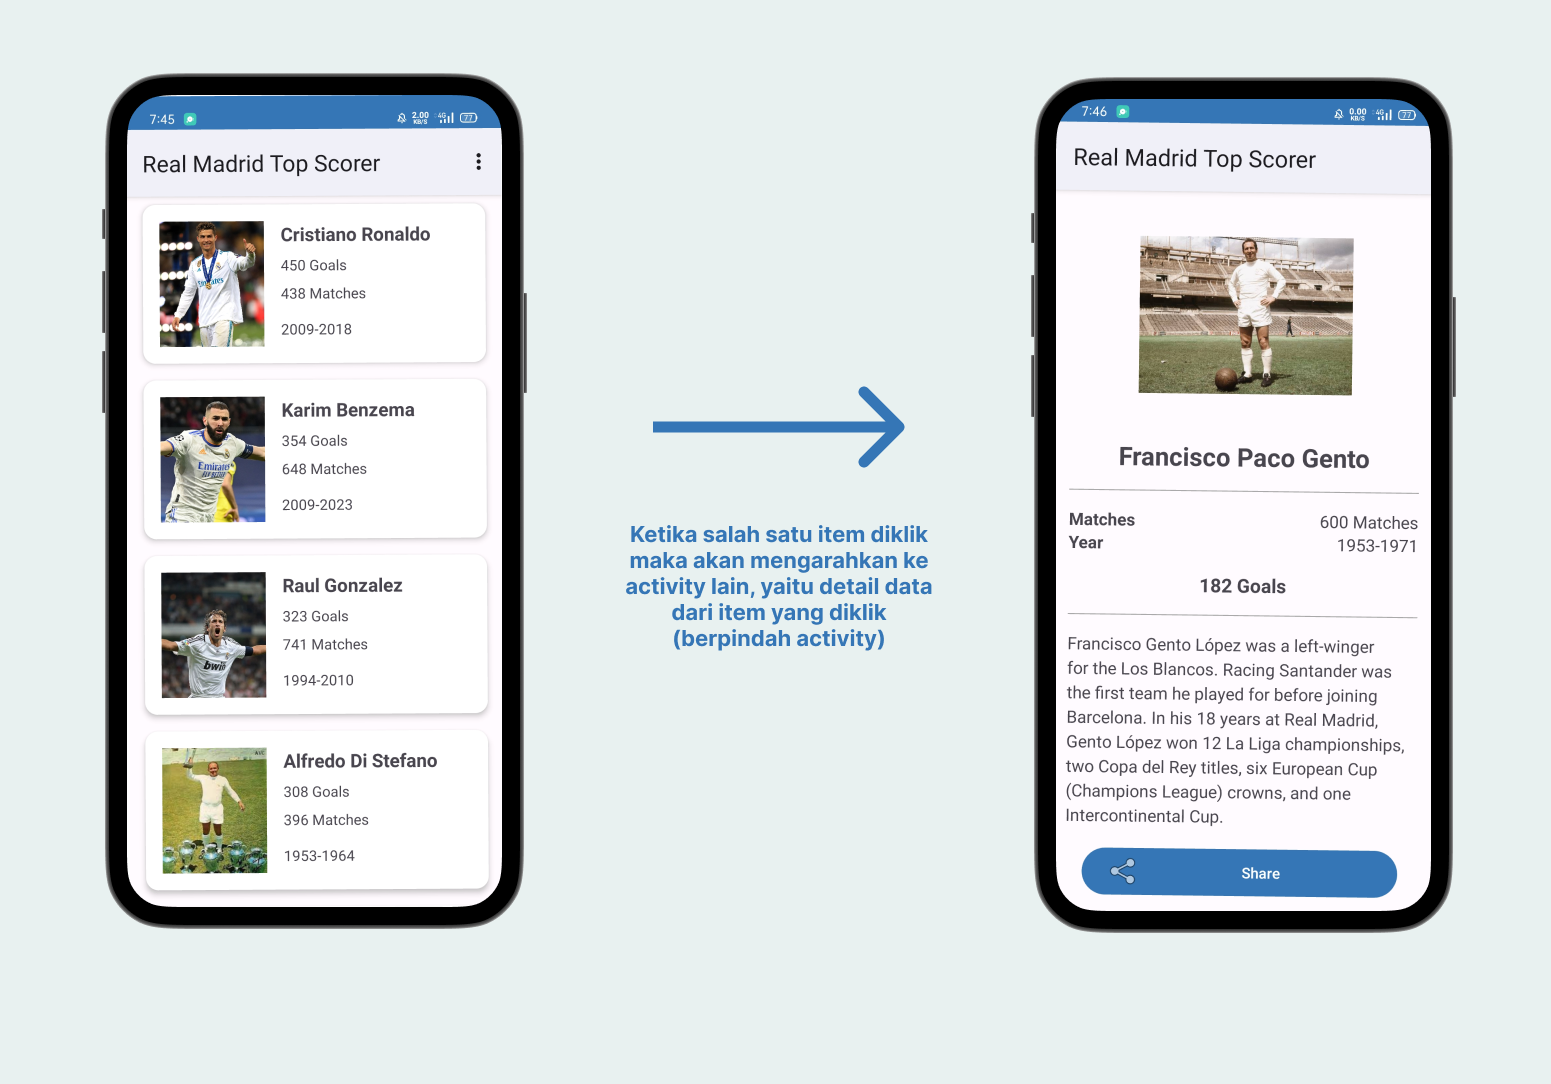 7:45
2.00
KB/S
4G
77
Real Madrid Top Scorer
Cristiano Ronaldo
450 Goals
438 Matches
2009-2018
Karim Benzema
354 Goals
648 Matches
2009-2023
Raul Gonzalez
323 Goals
741 Matches
1994-2010
Alfredo Di Stefano
308 Goals
396 Matches
1953-1964
Ketika salah satu item diklik
maka akan mengarahkan ke
activity lain, yaitu detail data
dari item yang diklik
(berpindah activity)
7:46
0.00
KB/S
4G
77
Real Madrid Top Scorer
Francisco Paco Gento
Matches 600 Matches
Year 1953-1971
182 Goals
Francisco Gento López was a left-winger
for the Los Blancos. Racing Santander was
the first team he played for before joining
Barcelona. In his 18 years at Real Madrid,
Gento López won 12 La Liga championships,
two Copa del Rey titles, six European Cup
(Champions League) crowns, and one
Intercontinental Cup.
Share